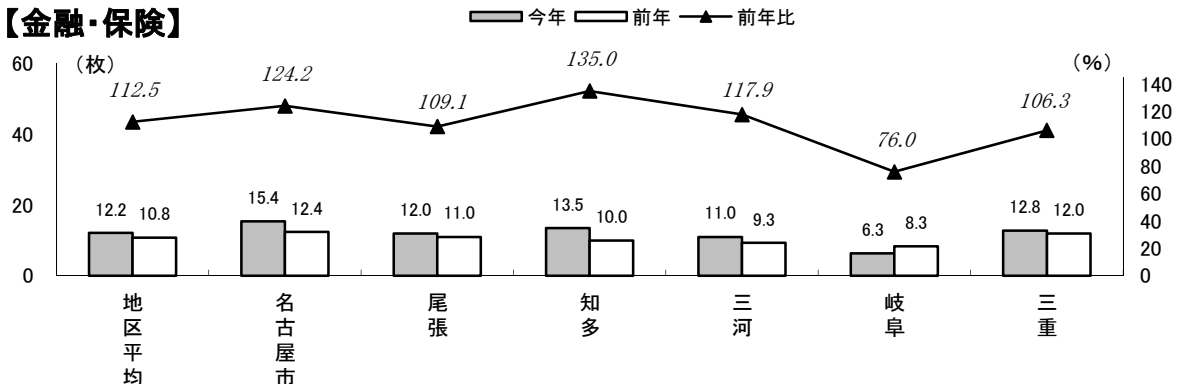 【金融・保険】
今年 前年 前年比
（枚） （％）
60
40
20
0
140
120
100
80
60
40
20
0
112.5 124.2 109.1 135.0 117.9 76.0 106.3
12.2 10.8 15.4 12.4 12.0 11.0 13.5 10.0 11.0 9.3 6.3 8.3 12.8 12.0
地区平均
名古屋市
尾張
知多
三河
岐阜
三重